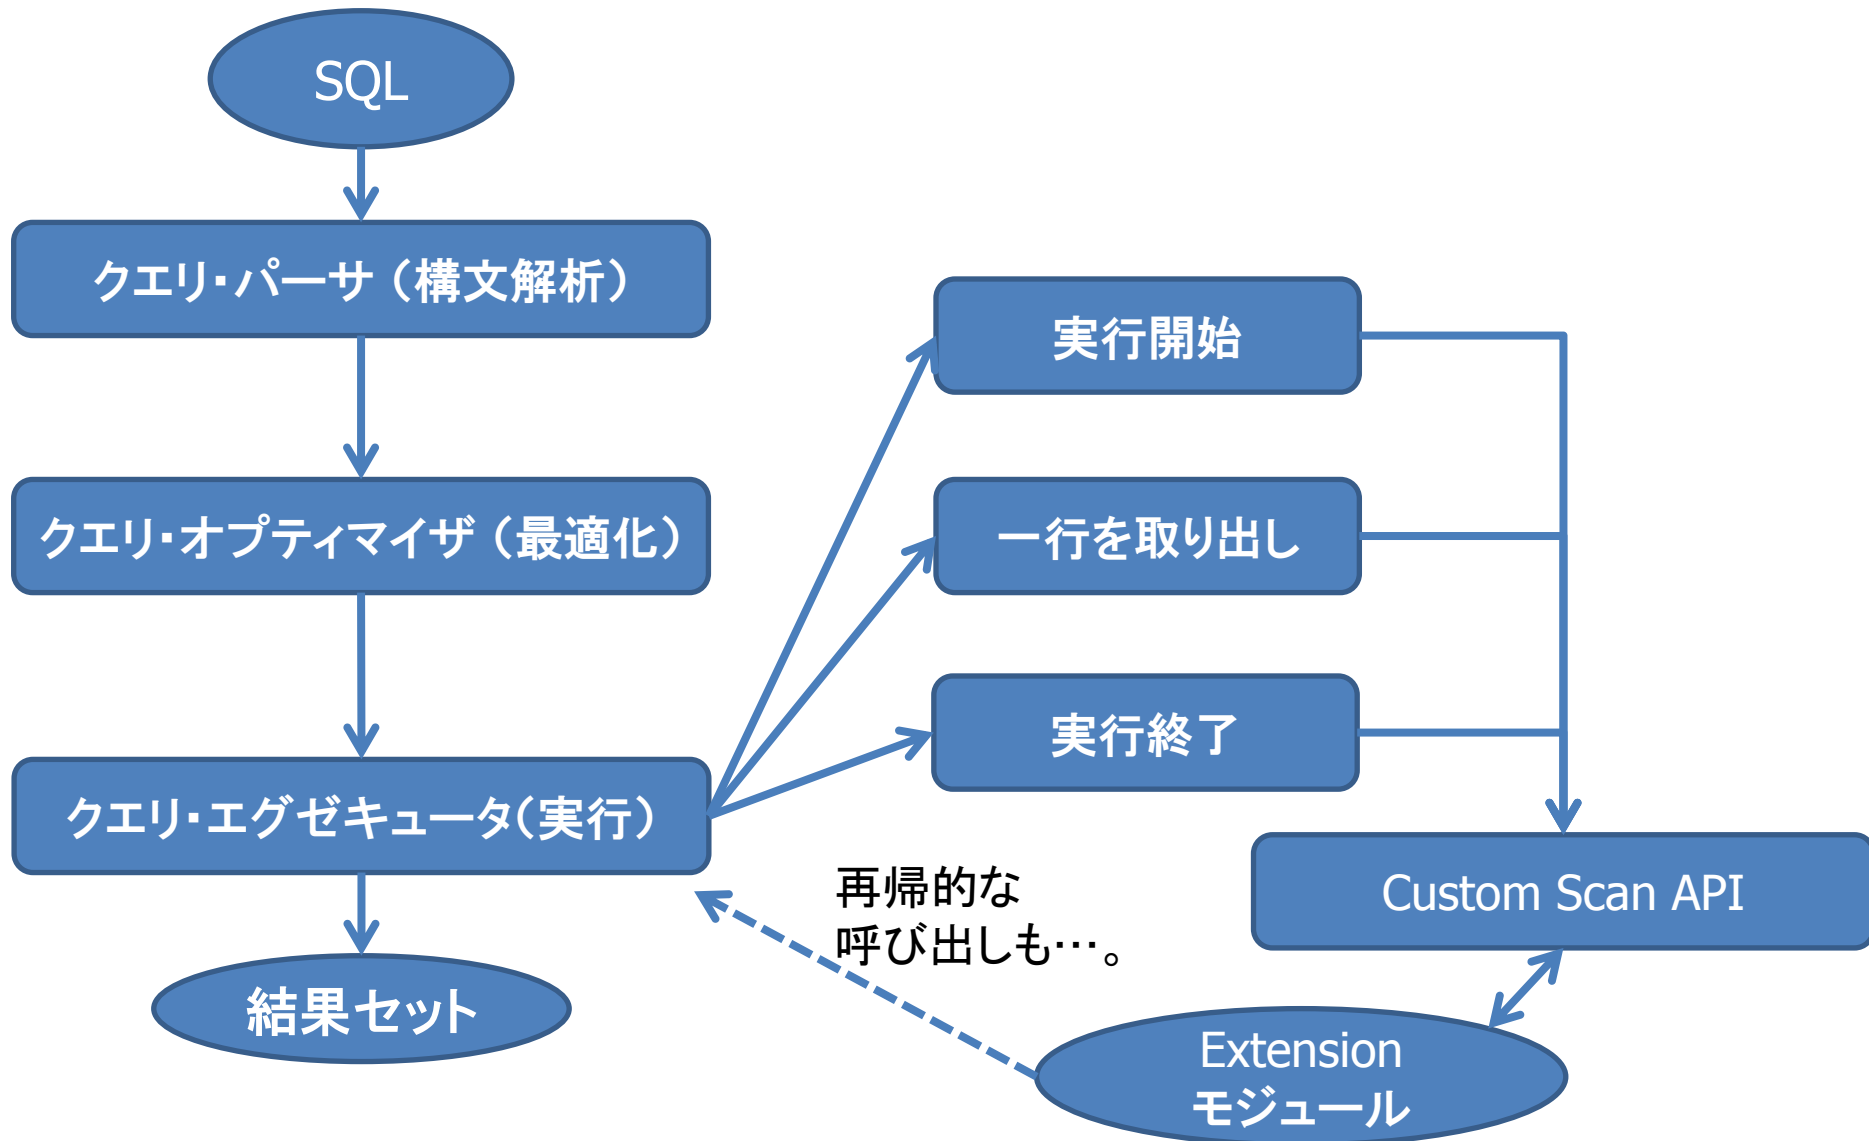 SQL
クエリ・パーサ（構文解析）
クエリ・オプティマイザ（最適化）
クエリ・エグゼキュータ（実行）
結果セット
実行開始
一行を取り出し
実行終了
Custom Scan API
再帰的な
呼び出しも…。
Extension
モジュール